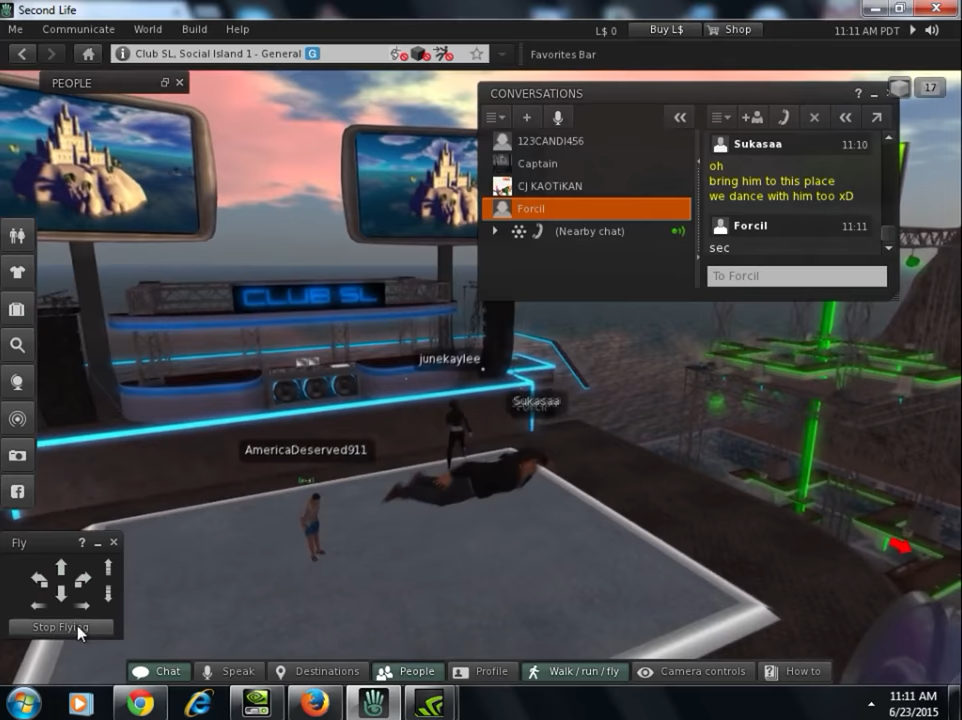 Second Life
Me Communicate World Build Help
L$ 0 Buy L$ Shop 11:11 AM PDT
Club SL, Social Island 1 - General G
Favorites Bar
PEOPLE
CONVERSATIONS
?
17
123CANDI456
Captain
CJ KAOTiKAN
Forcil
(Nearby chat)
Sukasaa 11:10
oh
bring him to this place
we dance with him too xD
Forcil 11:11
sec
To Forcil
CLUB SL
junekaylee
Sukasaa
AmericaDeserved911
Fly ?
Stop Flying
Chat Speak Destinations People Profile Walk / run / fly Camera controls How to
11:11 AM
6/23/2015